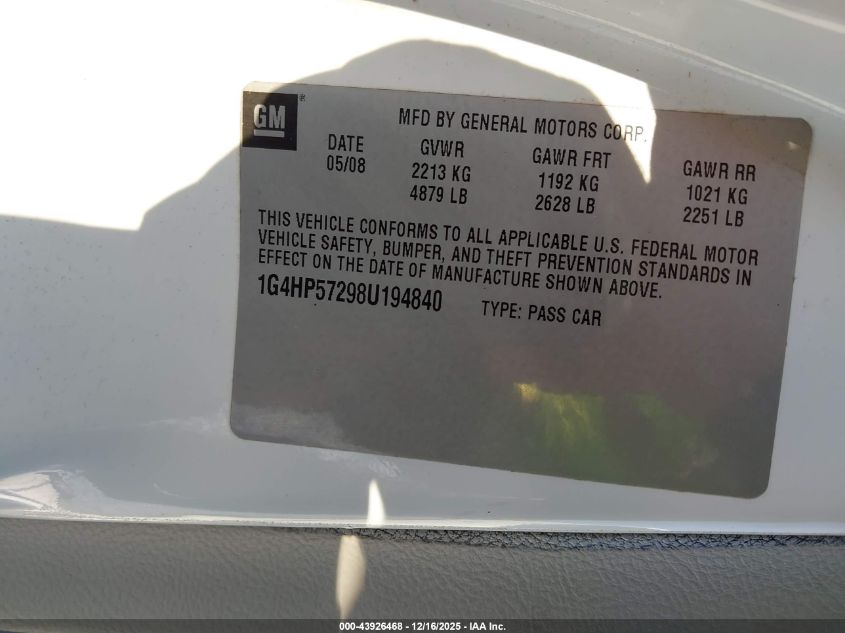 GM ®
MFD BY GENERAL MOTORS CORP.
DATE GVWR GAWR FRT GAWR RR
05/08 2213 KG 1192 KG 1021 KG
4879 LB 2628 LB 2251 LB
THIS VEHICLE CONFORMS TO ALL APPLICABLE U.S. FEDERAL MOTOR
VEHICLE SAFETY, BUMPER, AND THEFT PREVENTION STANDARDS IN
EFFECT ON THE DATE OF MANUFACTURE SHOWN ABOVE.
1G4HP57298U194840 TYPE: PASS CAR
000-43926468 - 12/16/2025 - IAA Inc.